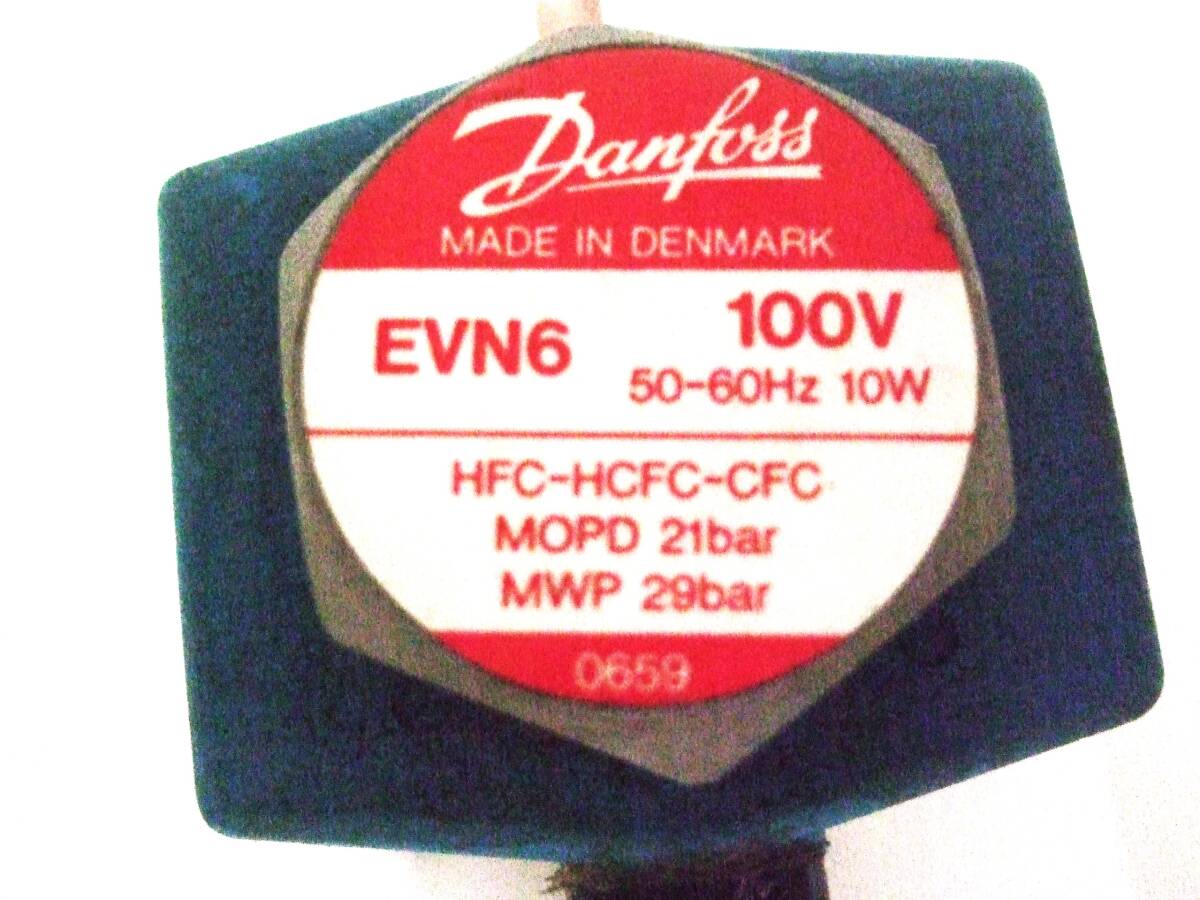 Danfoss
MADE IN DENMARK
EVN6
100V
50-60Hz 10W
HFC-HCFC-CFC
MOPD 21bar
MWP 29bar
0659